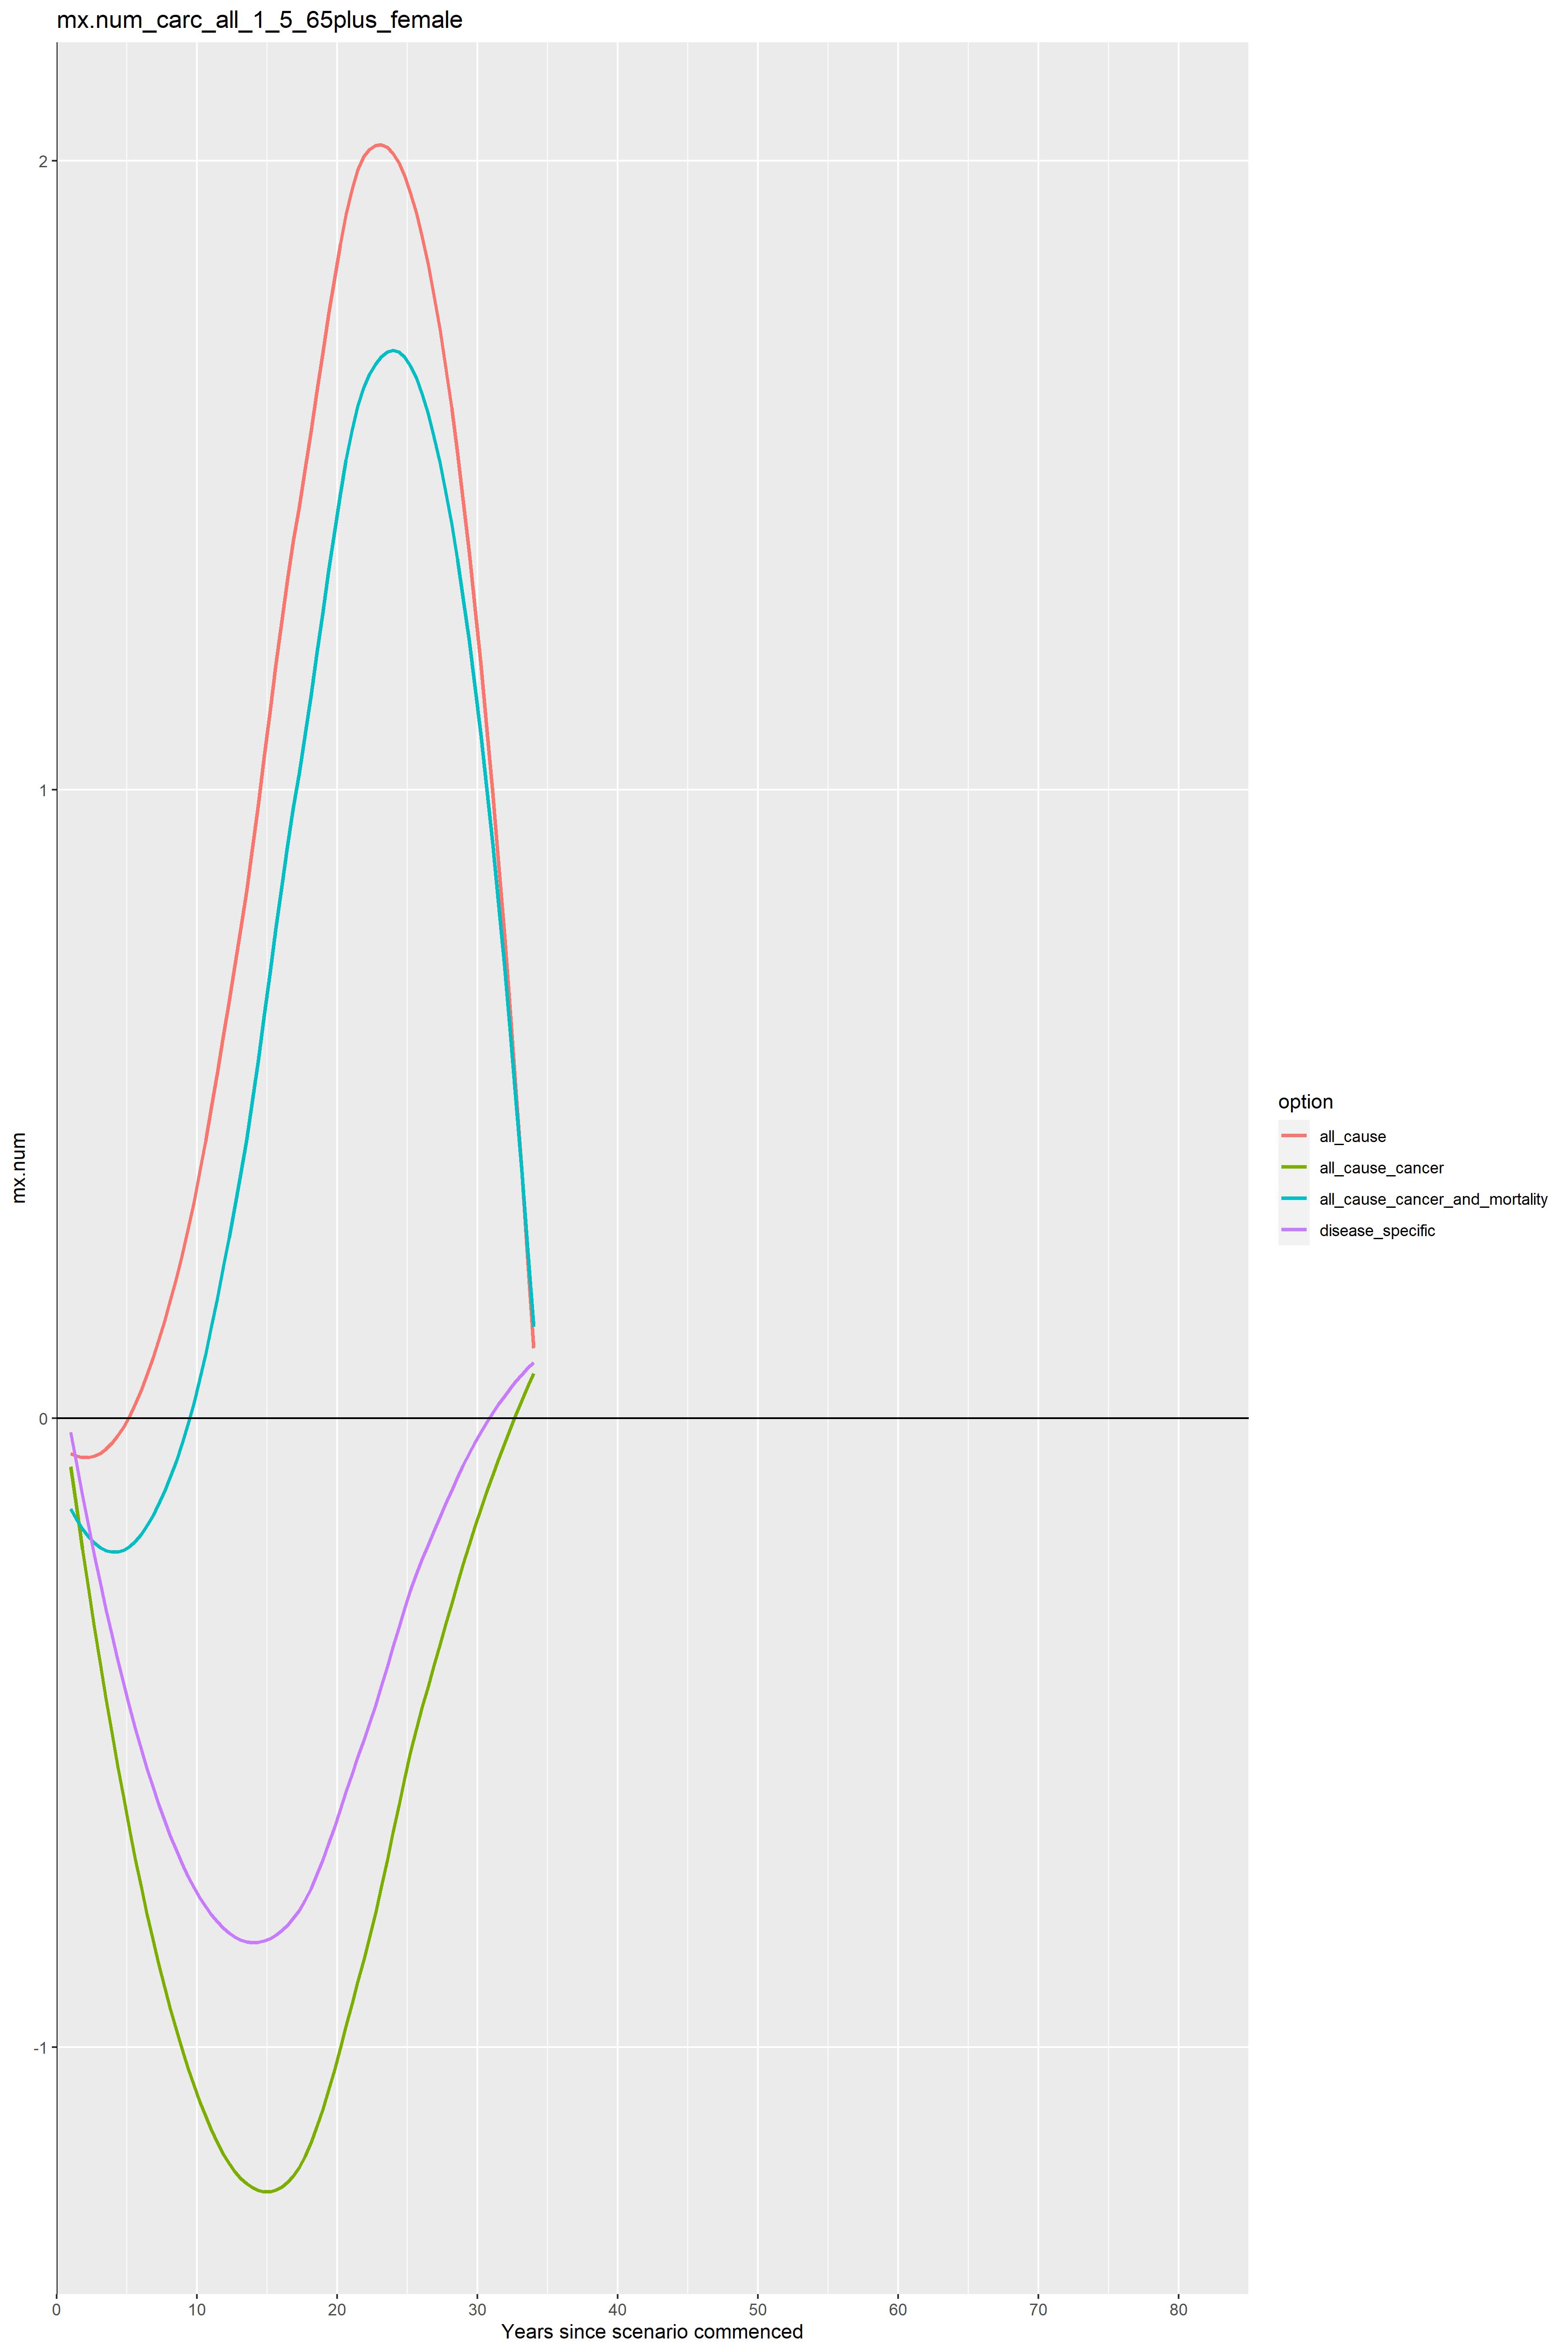 mx.num_carc_all_1_5_65plus_female
2
1
0
-1
mx.num
0 10 20 30 40 50 60 70 80
Years since scenario commenced
option
all_cause
all_cause_cancer
all_cause_cancer_and_mortality
disease_specific